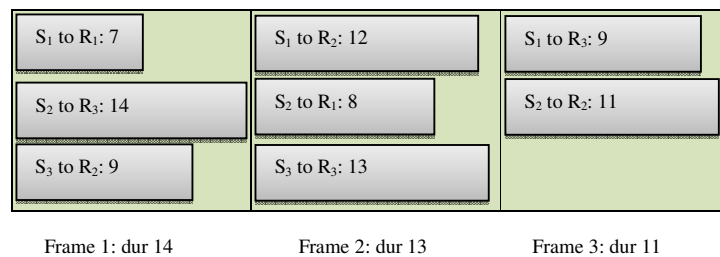 S₁ to R₁: 7
S₂ to R₃: 14
S₃ to R₂: 9
S₁ to R₂: 12
S₂ to R₁: 8
S₃ to R₃: 13
S₁ to R₃: 9
S₂ to R₂: 11
Frame 1: dur 14
Frame 2: dur 13
Frame 3: dur 11